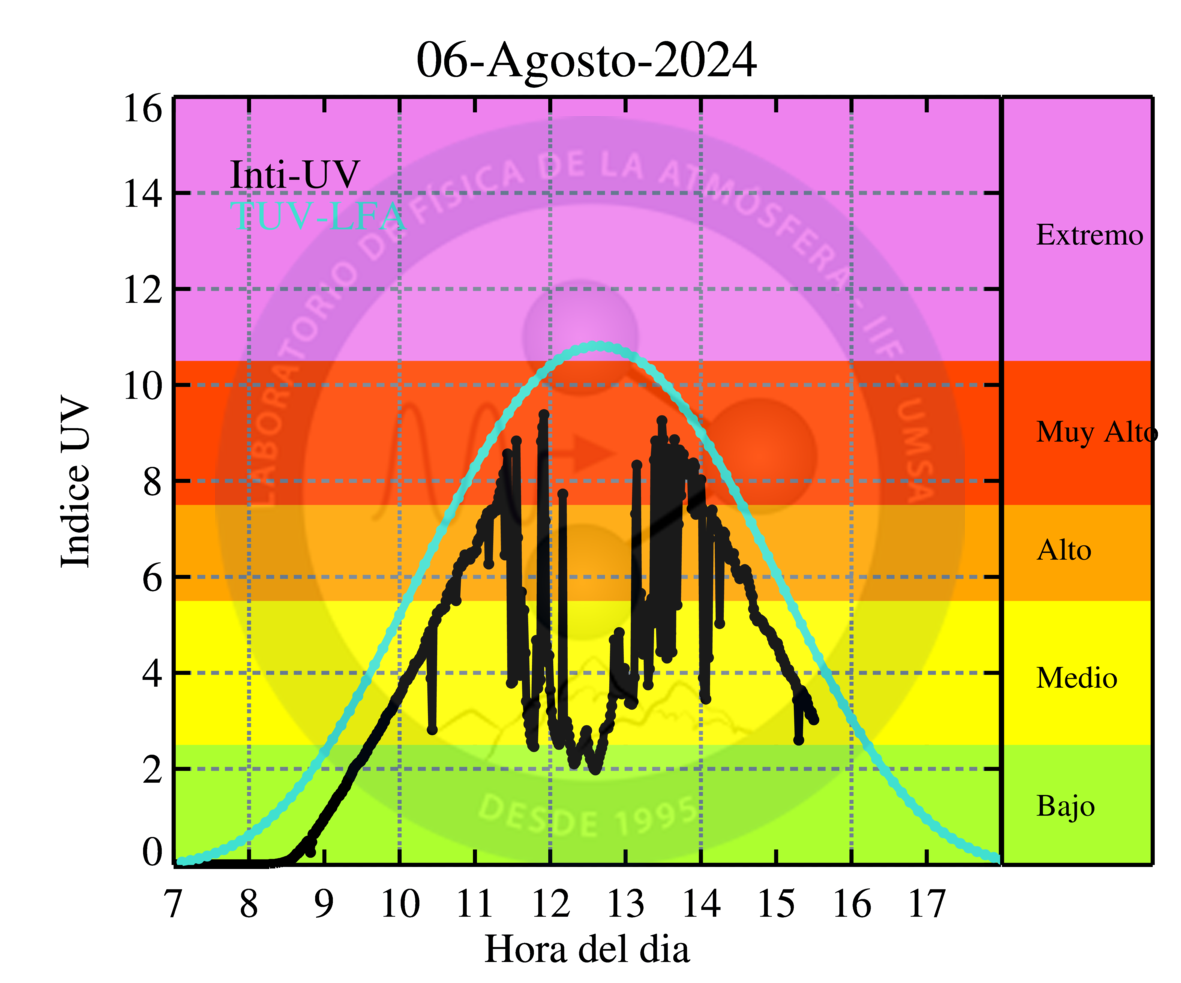 06-Agosto-2024
16
14
12
10
8
6
4
2
0
Indice UV
Inti-UV
TUV-LFA
LABORATORIO DE FÍSICA DE LA ATMÓSFERA - IIF - UMSA
DESDE 1995
Extremo
Muy Alto
Alto
Medio
Bajo
7 8 9 10 11 12 13 14 15 16 17
Hora del dia